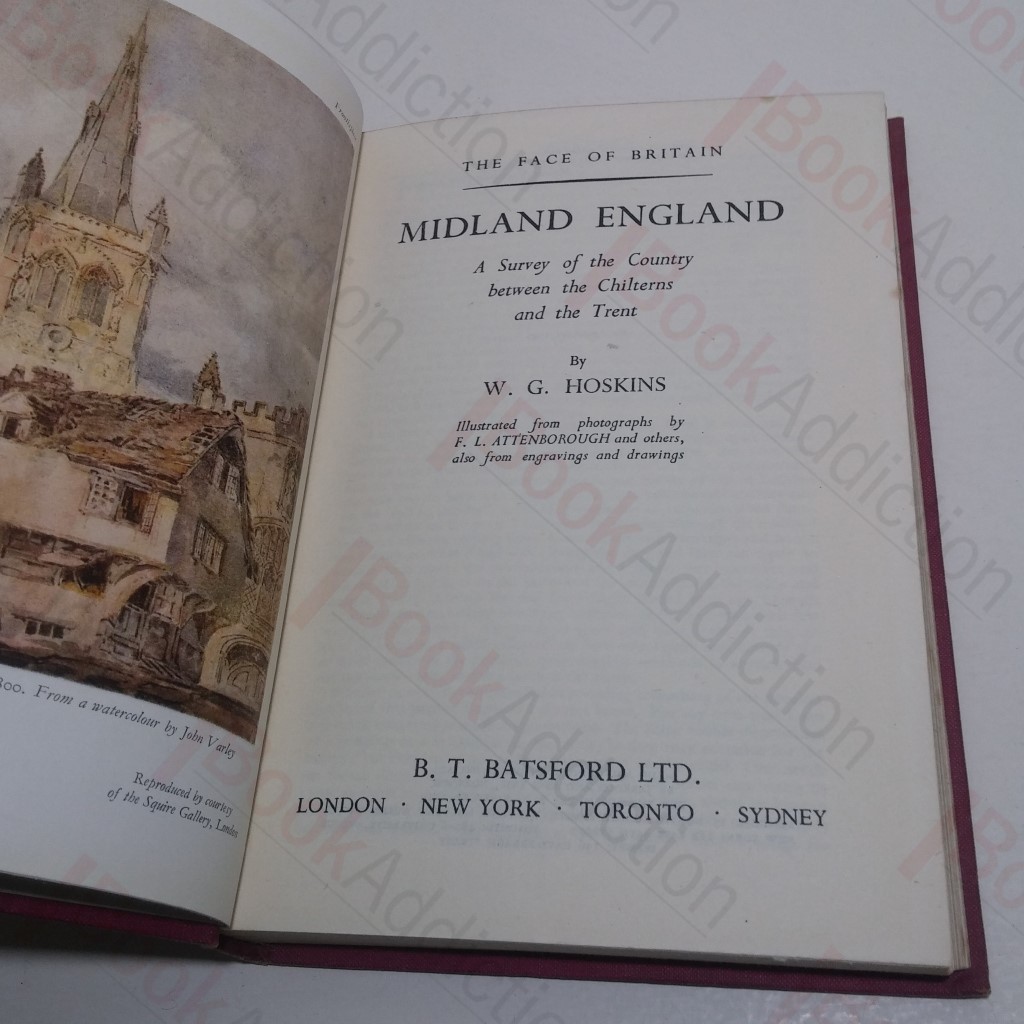 800. From a watercolour by John Varley
Reproduced by courtesy
of the Squire Gallery, London
THE FACE OF BRITAIN
MIDLAND ENGLAND
A Survey of the Country
between the Chilterns
and the Trent
By
W. G. HOSKINS
Illustrated from photographs by
F. L. ATTENBOROUGH and others,
also from engravings and drawings
B. T. BATSFORD LTD.
LONDON · NEW YORK · TORONTO · SYDNEY
BookAddiction